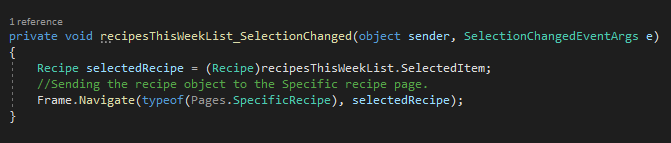 1 reference
private void recipesThisWeekList_SelectionChanged(object sender, SelectionChangedEventArgs e)
{
Recipe selectedRecipe = (Recipe)recipesThisWeekList.SelectedItem;
//Sending the recipe object to the Specific recipe page.
Frame.Navigate(typeof(Pages.SpecificRecipe), selectedRecipe);
}